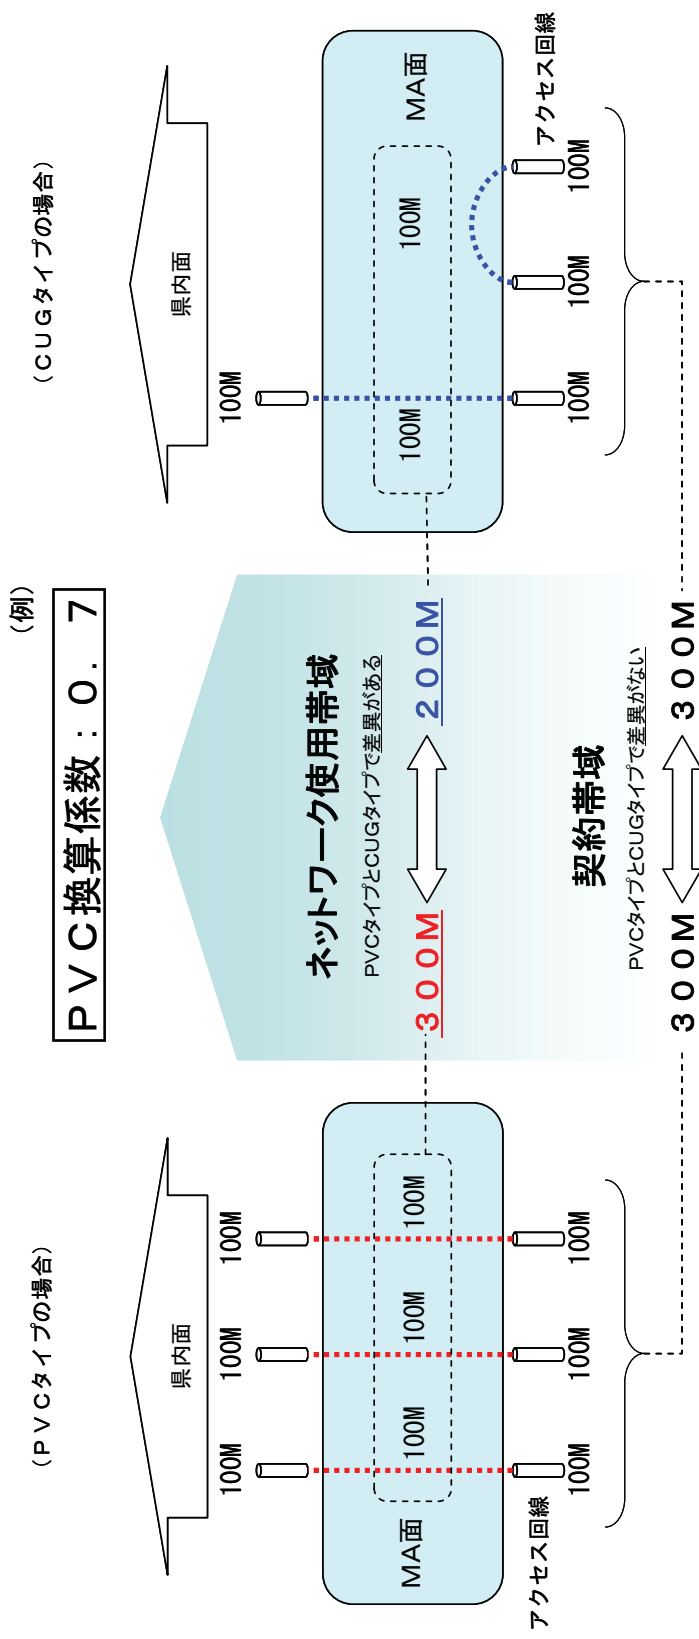 (例)
PVC換算係数:0.7
(PVCタイプの場合)
県内面
100M
100M
100M
MA面
100M
100M
100M
アクセス回線
100M
100M
100M
ネットワーク使用帯域
PVCタイプとCUGタイプで差異がある
300M
200M
契約帯域
PVCタイプとCUGタイプで差異がない
300M
300M
(CUGタイプの場合)
県内面
100M
MA面
100M
100M
アクセス回線
100M
100M
100M